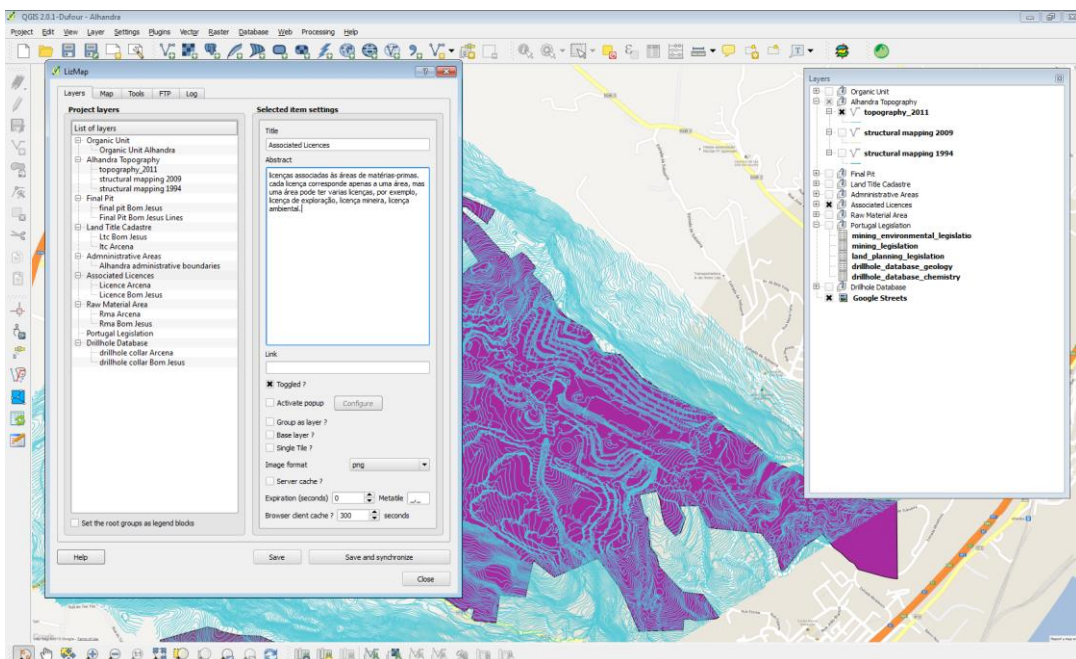 QGIS 2.0.1-Dufour - Alhandra
Project Edit View Layer Settings Plugins Vector Raster Database Web Processing Help
LizMap
Layers Map Tools FTP Log
Project layers
List of layers
Organic Unit
Organic Unit Alhandra
Alhandra Topography
topography_2011
structural mapping 2009
structural mapping 1994
Final Pit
final pit Bom Jesus
Final Pit Bom Jesus Lines
Land Title Cadastre
Ltc Bom Jesus
ltc Arcena
Admninistrative Areas
Alhandra administrative boundaries
Associated Licences
Licence Arcena
Licence Bom Jesus
Raw Material Area
Rma Arcena
Rma Bom Jesus
Portugal Legislation
Drillhole Database
drillhole collar Arcena
drillhole collar Bom Jesus
Set the root groups as legend blocks
Selected item settings
Title
Associated Licences
Abstract
licenças associadas às áreas de matérias-primas.
cada licença corresponde apenas a uma área, mas
uma área pode ter varias licenças, por exemplo,
licença de exploração, licença mineira, licença
ambiental.
Link
Toggled ?
Activate popup Configure
Group as layer ?
Base layer ?
Single Tile ?
Image format png
Server cache ?
Expiration (seconds) 0 Metatile
Browser client cache ? 300 seconds
Help Save Save and synchronize
Close
Layers
Organic Unit
Alhandra Topography
topography_2011
structural mapping 2009
structural mapping 1994
Final Pit
Land Title Cadastre
Admninistrative Areas
Associated Licences
Raw Material Area
Portugal Legislation
mining_environmental_legislatio
mining_legislation
land_planning_legislation
drillhole_database_geology
drillhole_database_chemistry
Drillhole Database
Google Streets